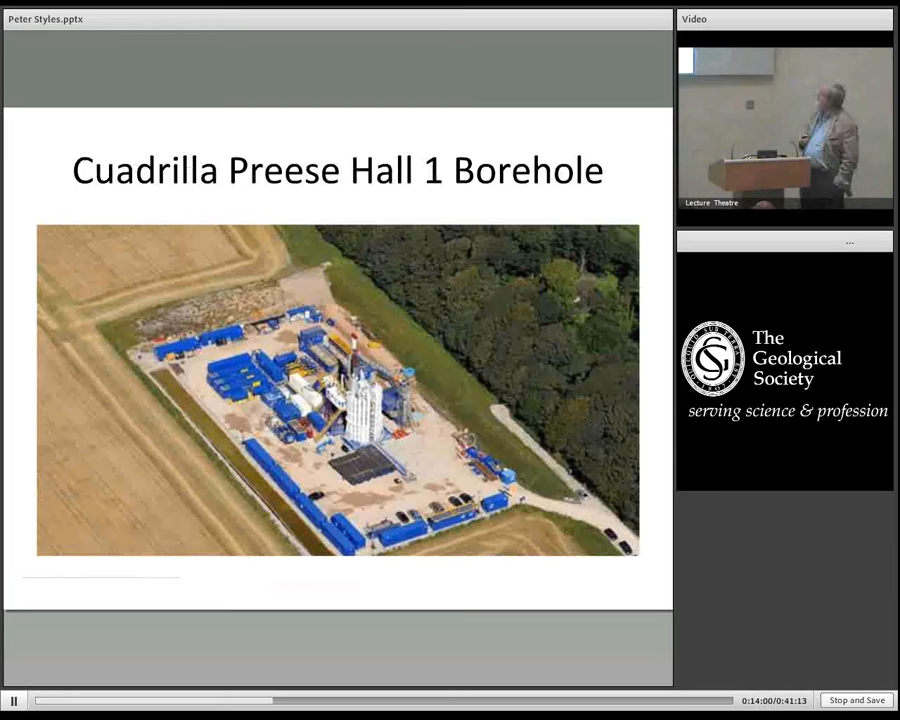 Peter Styles.pptx
Video
Cuadrilla Preese Hall 1 Borehole
Lecture Theatre
...
The
Geological
Society
serving science & profession
0:14:00/0:41:13
Stop and Save